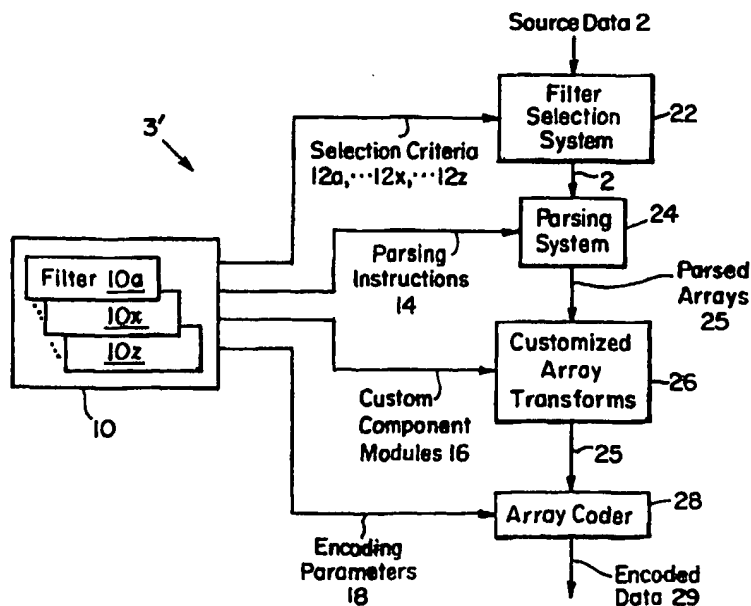 Source Data 2
3'
Filter
Selection
System
22
Selection Criteria
12a,···12x,···12z
2
Parsing
System
24
Parsing
Instructions
14
Parsed
Arrays
25
Filter 10a
10x
10z
10
Customized
Array
Transforms
26
Custom
Component
Modules 16
25
28
Array Coder
Encoding
Parameters
18
Encoded
Data 29